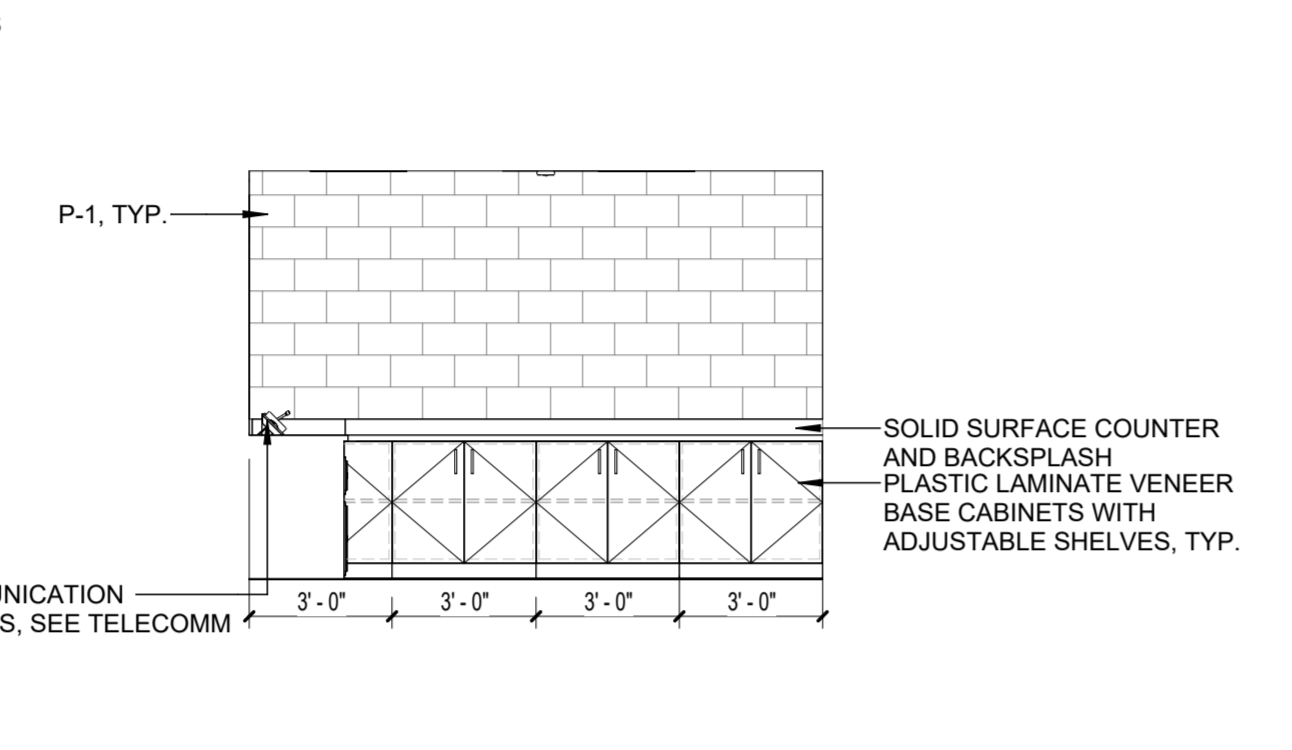 P-1, TYP.
SOLID SURFACE COUNTER
AND BACKSPLASH
PLASTIC LAMINATE VENEER
BASE CABINETS WITH
ADJUSTABLE SHELVES, TYP.
UNICATION
S, SEE TELECOMM
3' - 0" 3' - 0" 3' - 0" 3' - 0"